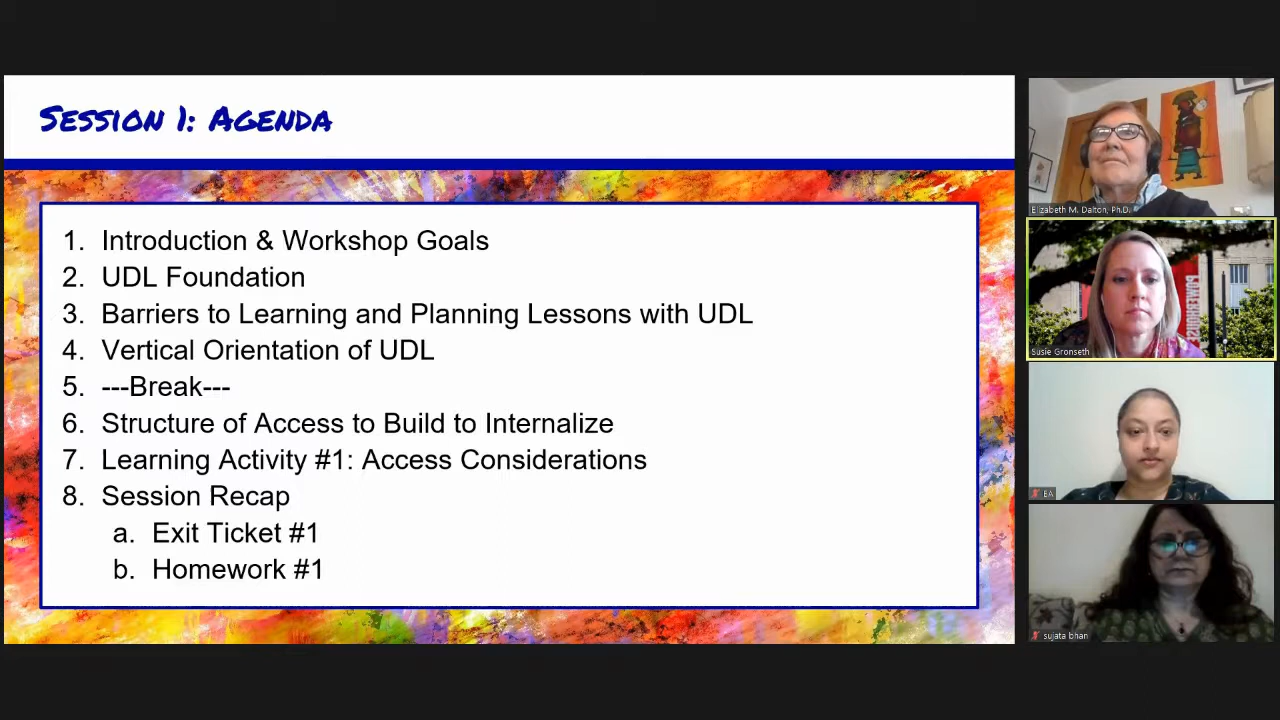 Session 1: Agenda
1. Introduction & Workshop Goals
2. UDL Foundation
3. Barriers to Learning and Planning Lessons with UDL
4. Vertical Orientation of UDL
5. ---Break---
6. Structure of Access to Build to Internalize
7. Learning Activity #1: Access Considerations
8. Session Recap
a. Exit Ticket #1
b. Homework #1
Elizabeth M. Dalton, Ph.D.
POWERHOUSE
Susie Gronseth
EA
sujata bhan